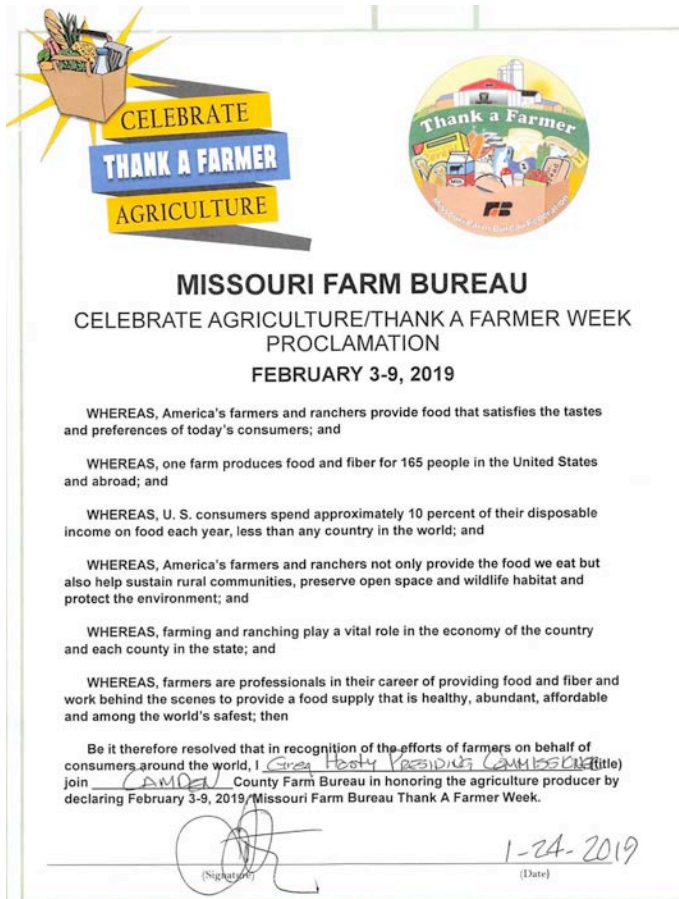 CELEBRATE
THANK A FARMER
AGRICULTURE
Thank a Farmer
MILK
Missouri Farm Bureau Federation
MISSOURI FARM BUREAU
CELEBRATE AGRICULTURE/THANK A FARMER WEEK
PROCLAMATION
FEBRUARY 3-9, 2019
WHEREAS, America's farmers and ranchers provide food that satisfies the tastes
and preferences of today's consumers; and
WHEREAS, one farm produces food and fiber for 165 people in the United States
and abroad; and
WHEREAS, U. S. consumers spend approximately 10 percent of their disposable
income on food each year, less than any country in the world; and
WHEREAS, America's farmers and ranchers not only provide the food we eat but
also help sustain rural communities, preserve open space and wildlife habitat and
protect the environment; and
WHEREAS, farming and ranching play a vital role in the economy of the country
and each county in the state; and
WHEREAS, farmers are professionals in their career of providing food and fiber and
work behind the scenes to provide a food supply that is healthy, abundant, affordable
and among the world's safest; then
Be it therefore resolved that in recognition of the efforts of farmers on behalf of
consumers around the world, I Greg Hasty PRESIDING COMMISSIONER (title)
join CAMDEN County Farm Bureau in honoring the agriculture producer by
declaring February 3-9, 2019, Missouri Farm Bureau Thank A Farmer Week.
1-24-2019
(Signature) (Date)